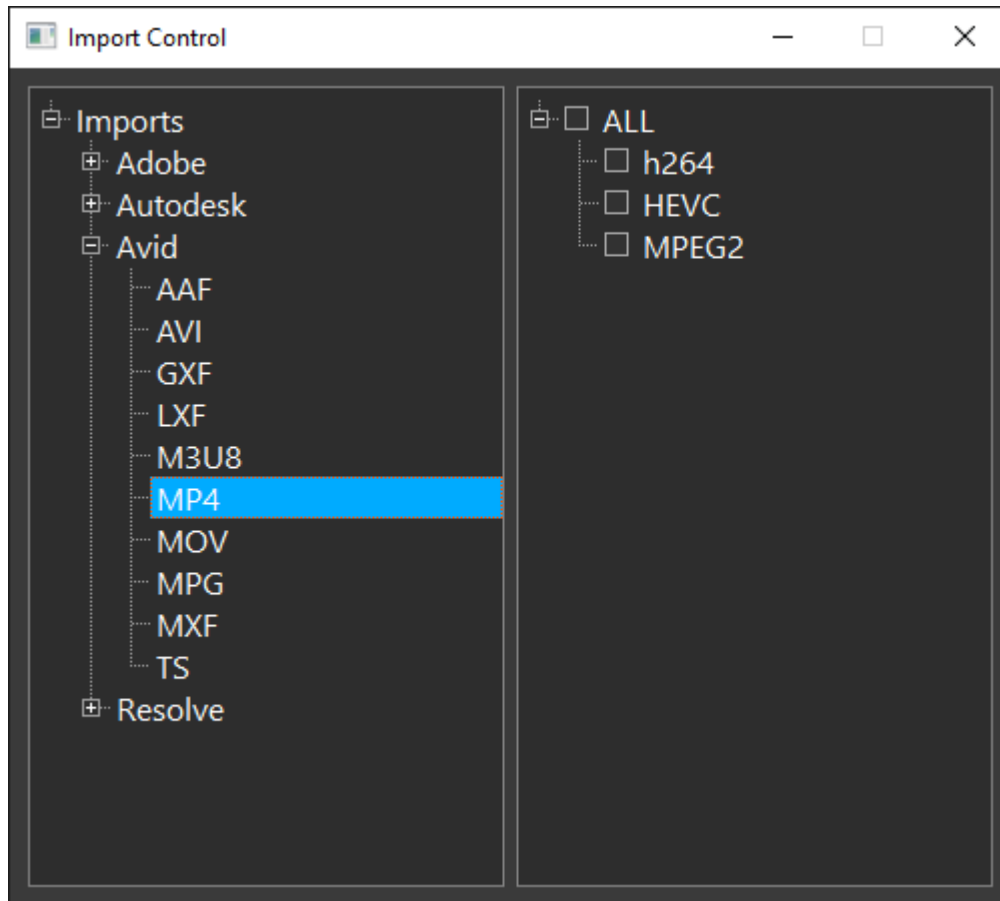 Import Control
Imports
Adobe
Autodesk
Avid
AAF
AVI
GXF
LXF
M3U8
MP4
MOV
MPG
MXF
TS
Resolve
ALL
h264
HEVC
MPEG2